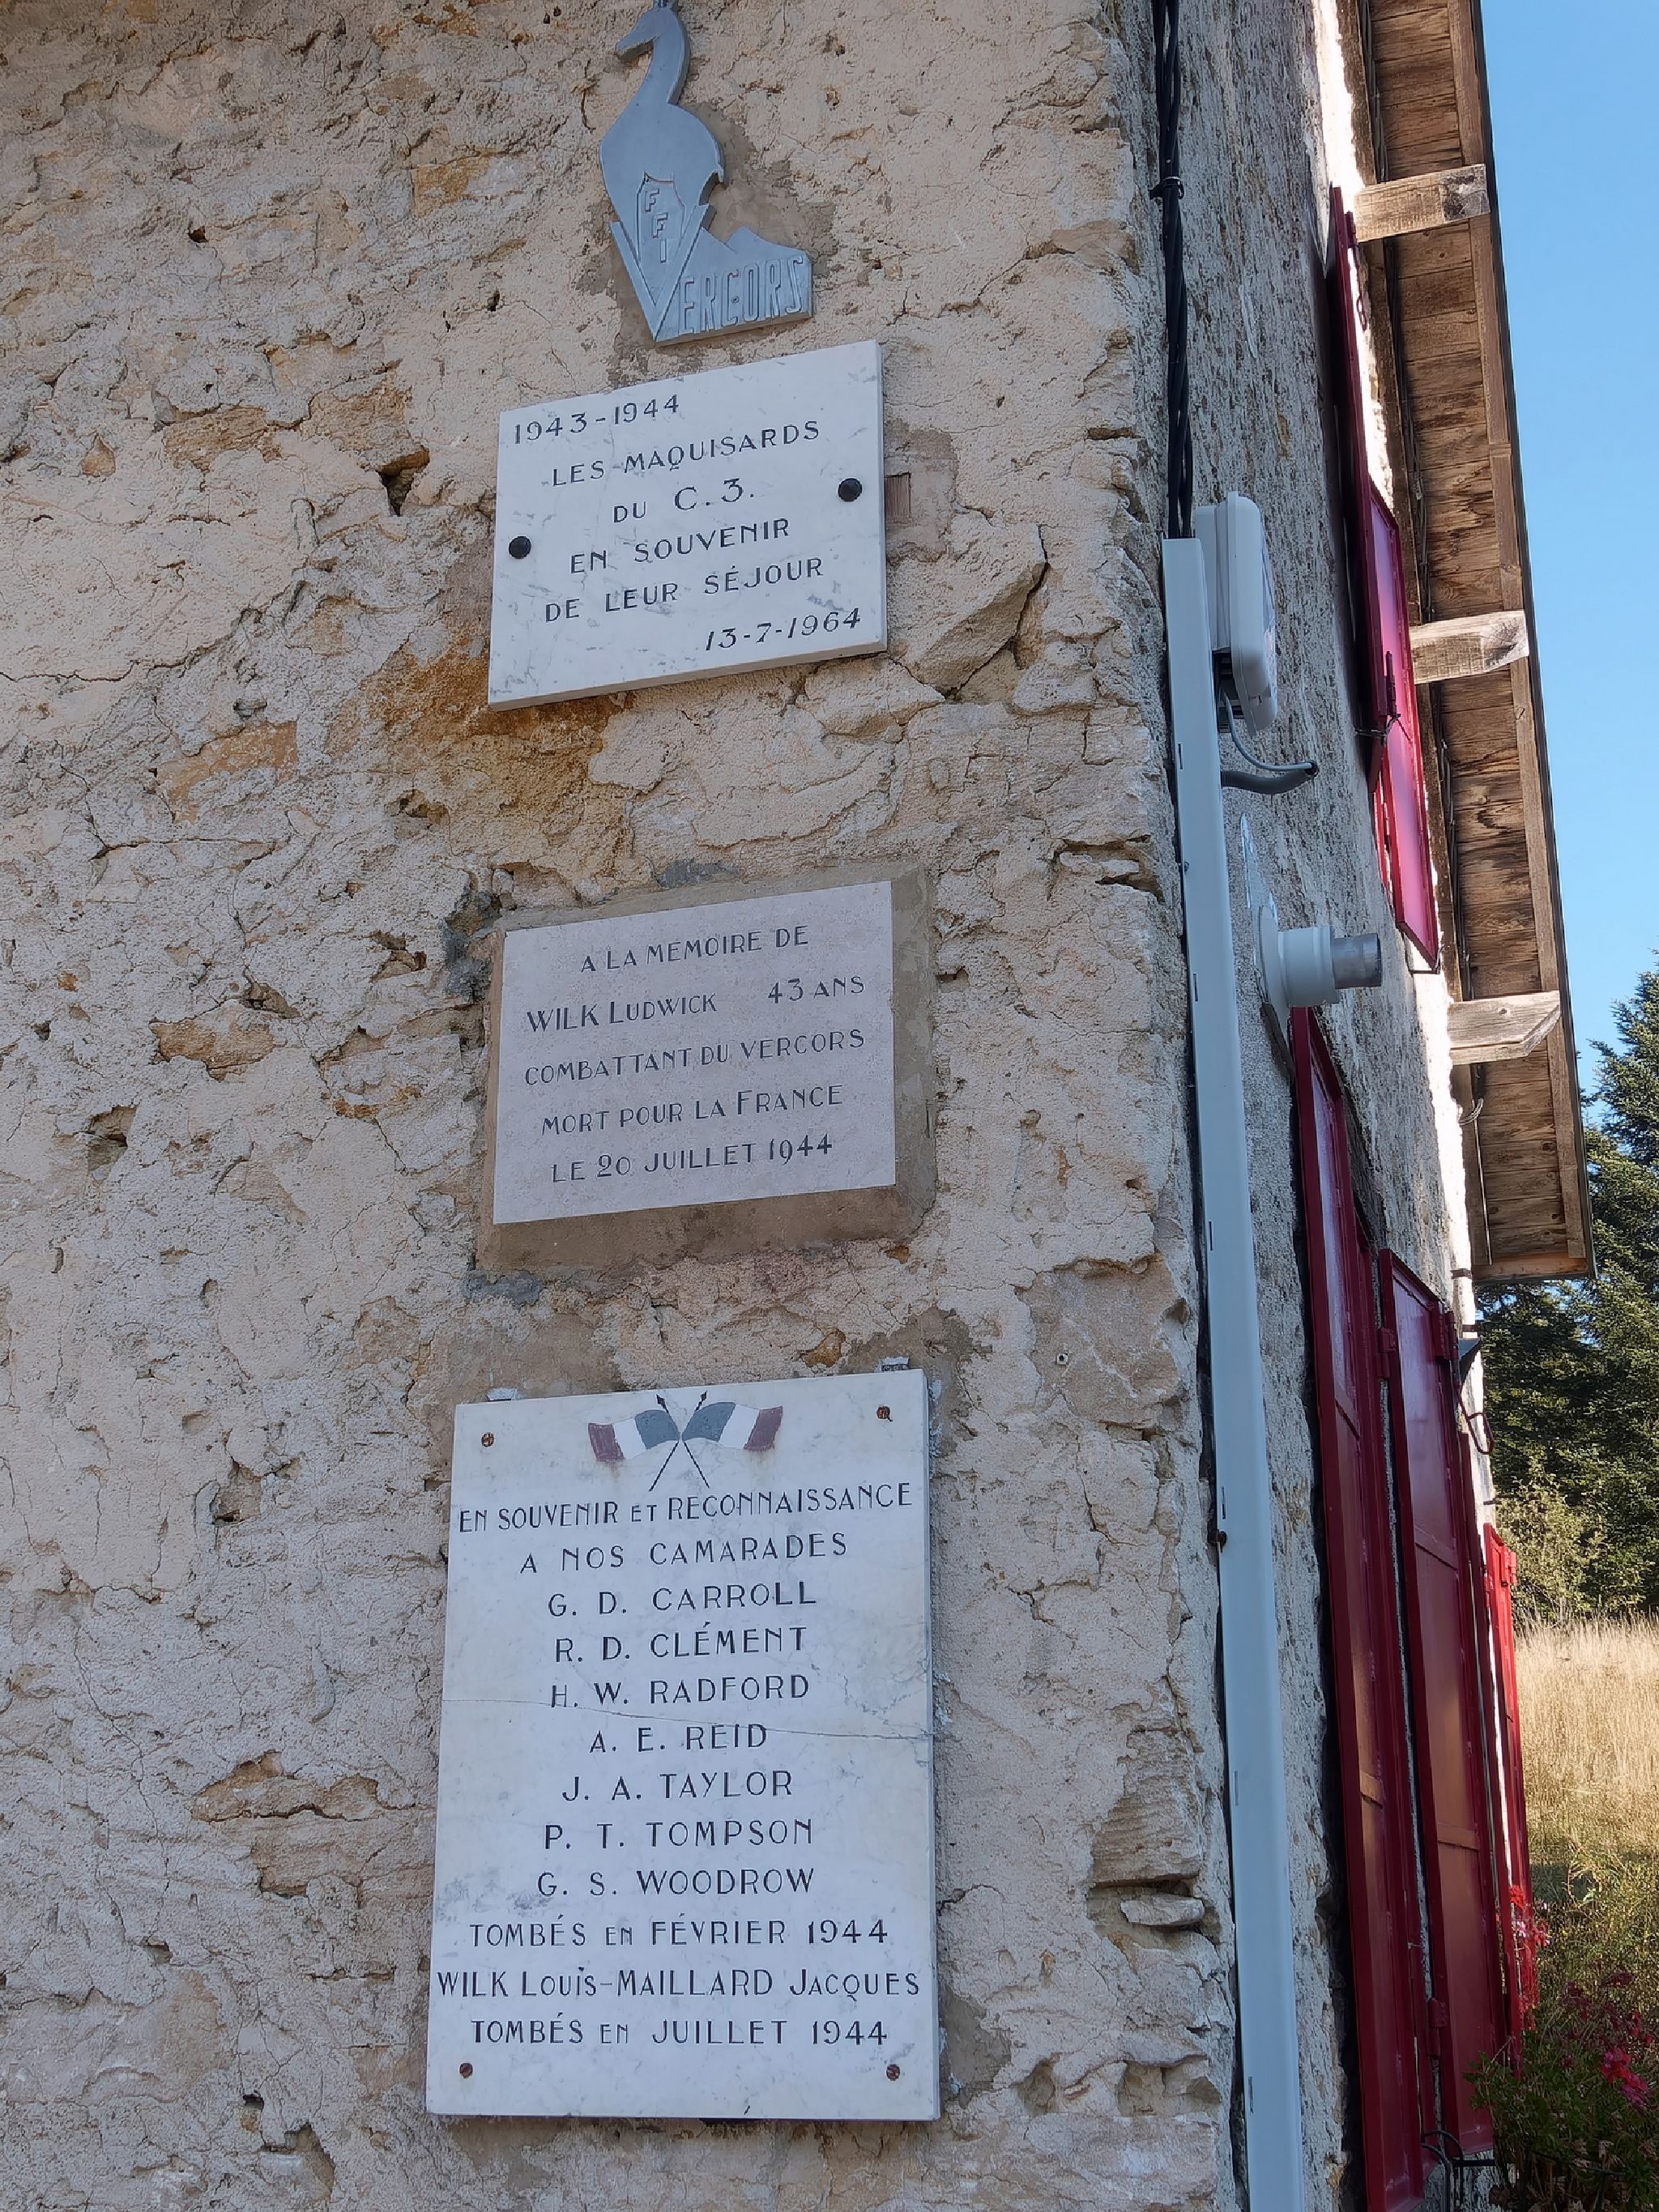 FFI
VERCORS
1943-1944
LES MAQUISARDS
DU C.3.
EN SOUVENIR
DE LEUR SÉJOUR
13-7-1964
A LA MEMOIRE DE
WILK LUDWICK 43 ANS
COMBATTANT DU VERCORS
MORT POUR LA FRANCE
LE 20 JUILLET 1944
EN SOUVENIR ET RECONNAISSANCE
A NOS CAMARADES
G. D. CARROLL
R. D. CLÉMENT
H. W. RADFORD
A. E. REID
J. A. TAYLOR
P. T. TOMPSON
G. S. WOODROW
TOMBÉS EN FÉVRIER 1944
WILK LOUIS-MAILLARD JACQUES
TOMBÉS EN JUILLET 1944